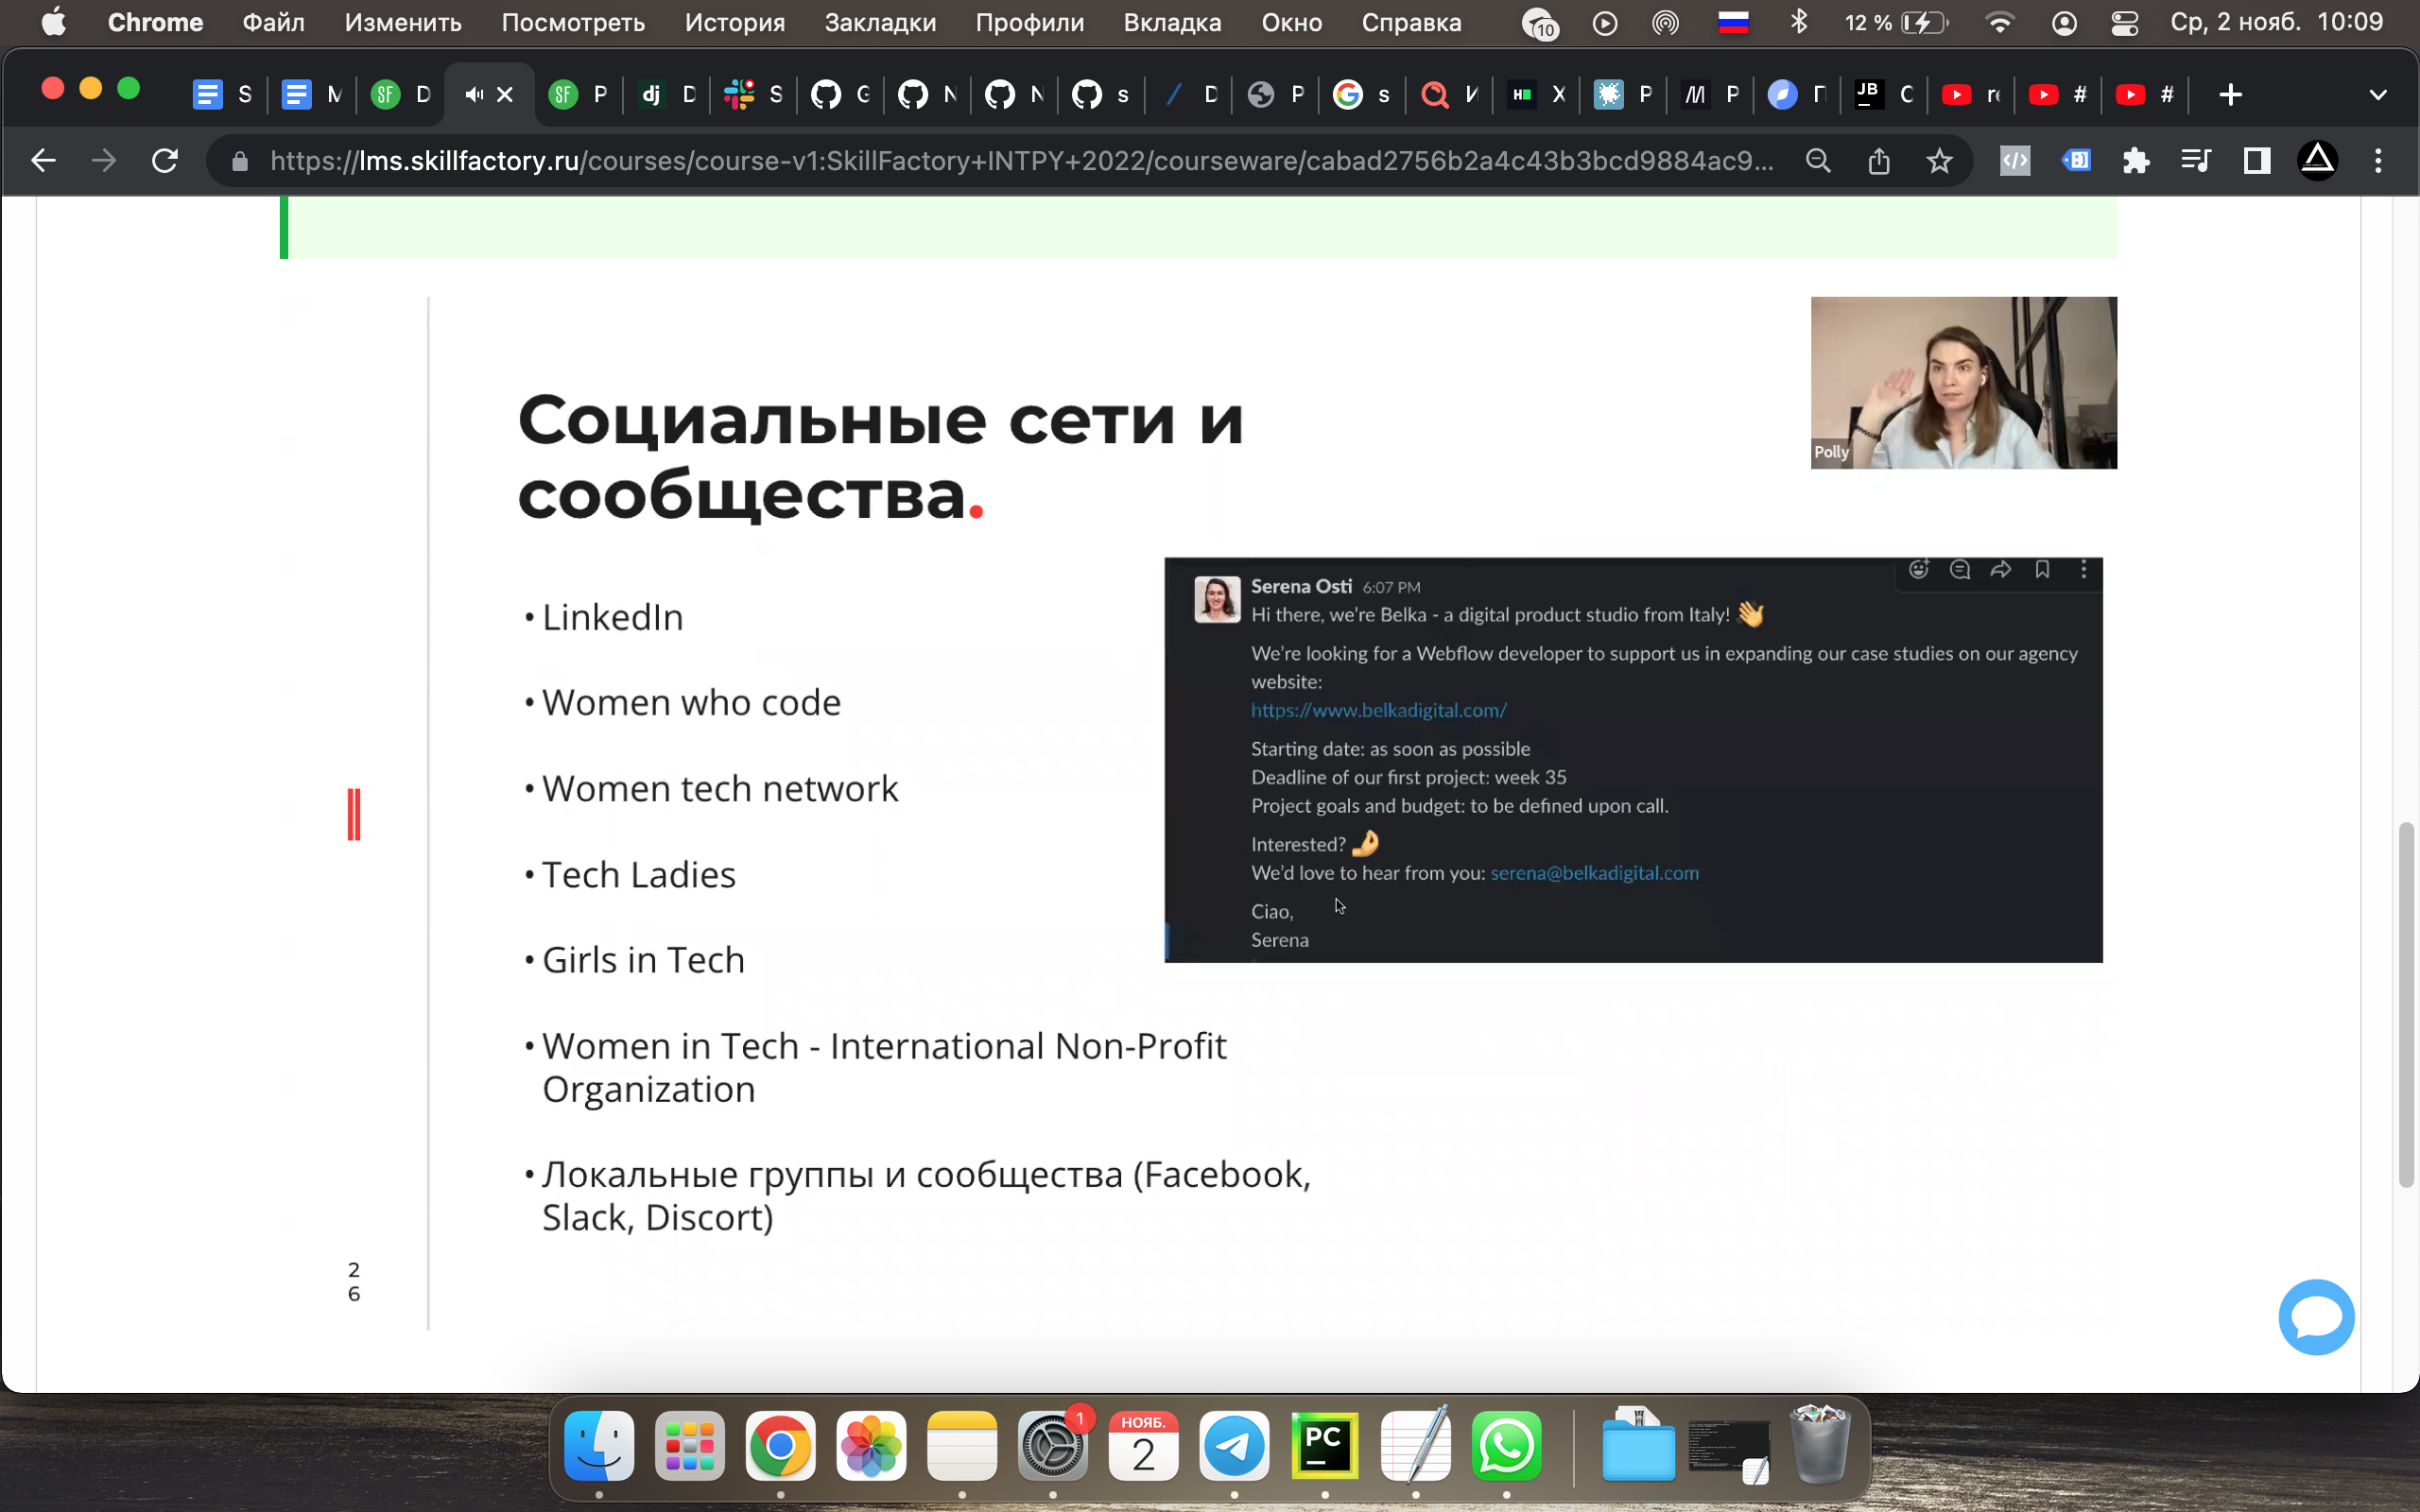 Chrome Файл Изменить Посмотреть История Закладки Профили Вкладка Окно Справка 10 12 % Ср, 2 нояб. 10:09
S M SF D SF P dj D S G N N s D P G s И H X P M P П JB C re # #
https://lms.skillfactory.ru/courses/course-v1:SkillFactory+INTPY+2022/courseware/cabad2756b2a4c43b3bcd9884ac9...
Polly
Социальные сети и
сообщества.
• LinkedIn
• Women who code
• Women tech network
• Tech Ladies
• Girls in Tech
• Women in Tech - International Non-Profit
Organization
• Локальные группы и сообщества (Facebook,
Slack, Discort)
Serena Osti 6:07 PM
Hi there, we're Belka - a digital product studio from Italy! 👋
We're looking for a Webflow developer to support us in expanding our case studies on our agency
website:
https://www.belkadigital.com/
Starting date: as soon as possible
Deadline of our first project: week 35
Project goals and budget: to be defined upon call.
Interested? 🤌
We'd love to hear from you: serena@belkadigital.com
Ciao,
Serena
2
6
1
НОЯБ.
2
PC